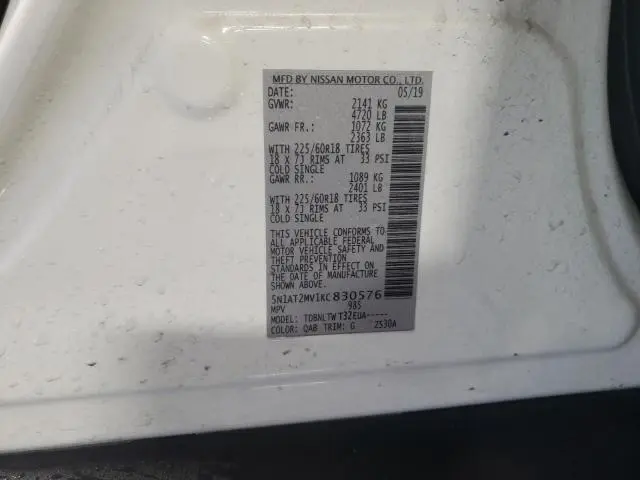 MFD BY NISSAN MOTOR CO., LTD.
DATE: 05/19
GVWR: 2141 KG
4720 LB
GAWR FR.: 1072 KG
2363 LB
WITH 225/60R18 TIRES
18 X 7J RIMS AT 33 PSI
COLD SINGLE
GAWR RR.: 1089 KG
2401 LB
WITH 225/60R18 TIRES
18 X 7J RIMS AT 33 PSI
COLD SINGLE
THIS VEHICLE CONFORMS TO
ALL APPLICABLE FEDERAL
MOTOR VEHICLE SAFETY AND
THEFT PREVENTION
STANDARDS IN EFFECT ON
THE DATE OF MANUFACTURE
SHOWN ABOVE.
5N1AT2MV1KC830576
MPV 985
MODEL: TDBNLTW T32EUA-----
COLOR: QAB TRIM: G 2530A